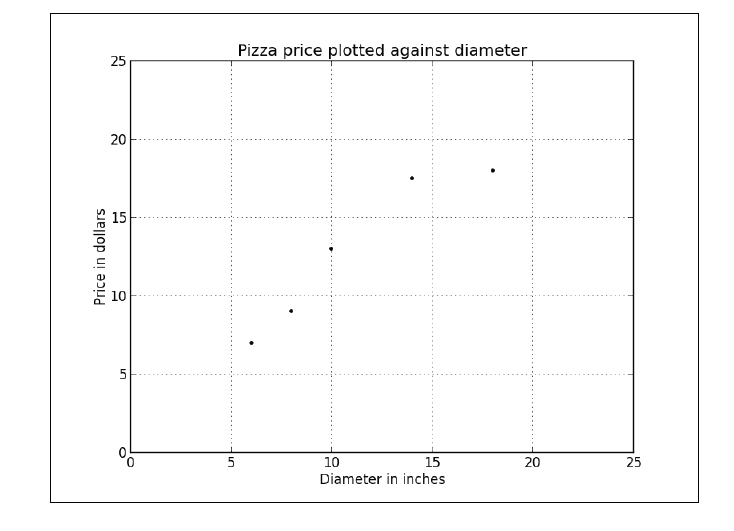 Pizza price plotted against diameter
25
20
15
10
5
0
Price in dollars
0 5 10 15 20 25
Diameter in inches